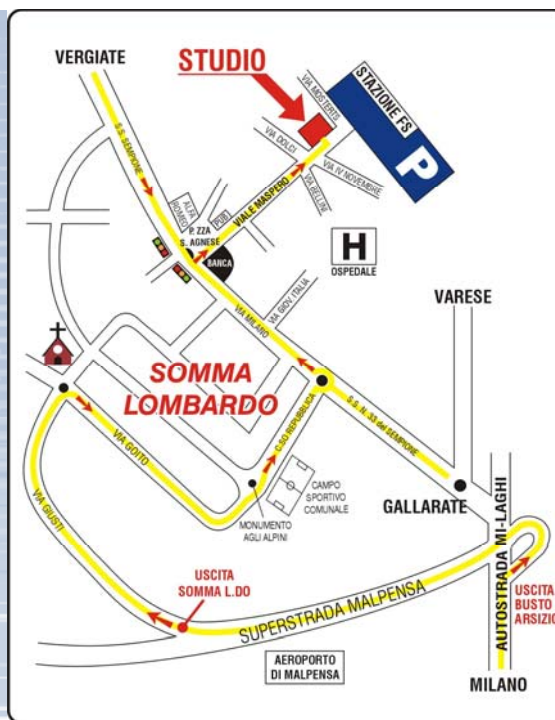 VERGIATE
STUDIO
VIA MOSTERTS
STAZIONE FS
P
S.S. SEMPIONE
VIA DOLCI
VIA IV NOVEMBRE
VIA BELLINI
ALFA
ROMEO
PUB
VIALE MASPERO
P.ZZA
S. AGNESE
BANCA
H
OSPEDALE
VIA GIOV. ITALIA
VIA MILANO
VARESE
SOMMA
LOMBARDO
C.SO REPUBBLICA
S.S. N. 33 del SEMPIONE
VIA GOITO
CAMPO
SPORTIVO
COMUNALE
GALLARATE
MONUMENTO
AGLI ALPINI
VIA GIUSTI
USCITA
SOMMA L.DO
SUPERSTRADA MALPENSA
AUTOSTRADA MI-LAGHI
USCITA
BUSTO
ARSIZIO
AEROPORTO
DI MALPENSA
MILANO